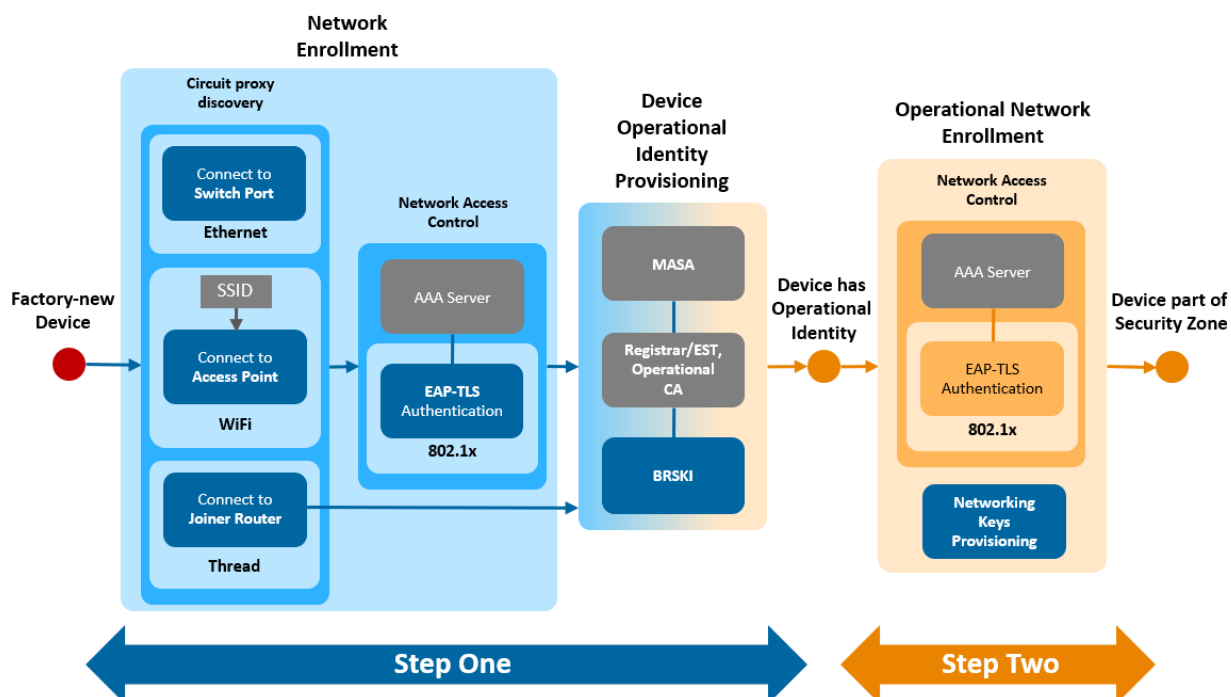 Network
Enrollment
Circuit proxy
discovery
Connect to
Switch Port
Ethernet
SSID
Connect to
Access Point
WiFi
Connect to
Joiner Router
Thread
Factory-new
Device
Network Access
Control
AAA Server
EAP-TLS
Authentication
802.1x
Device
Operational
Identity
Provisioning
MASA
Registrar/EST,
Operational
CA
BRSKI
Device has
Operational
Identity
Operational Network
Enrollment
Network Access
Control
AAA Server
EAP-TLS
Authentication
802.1x
Networking
Keys
Provisioning
Device part of
Security Zone
Step One
Step Two